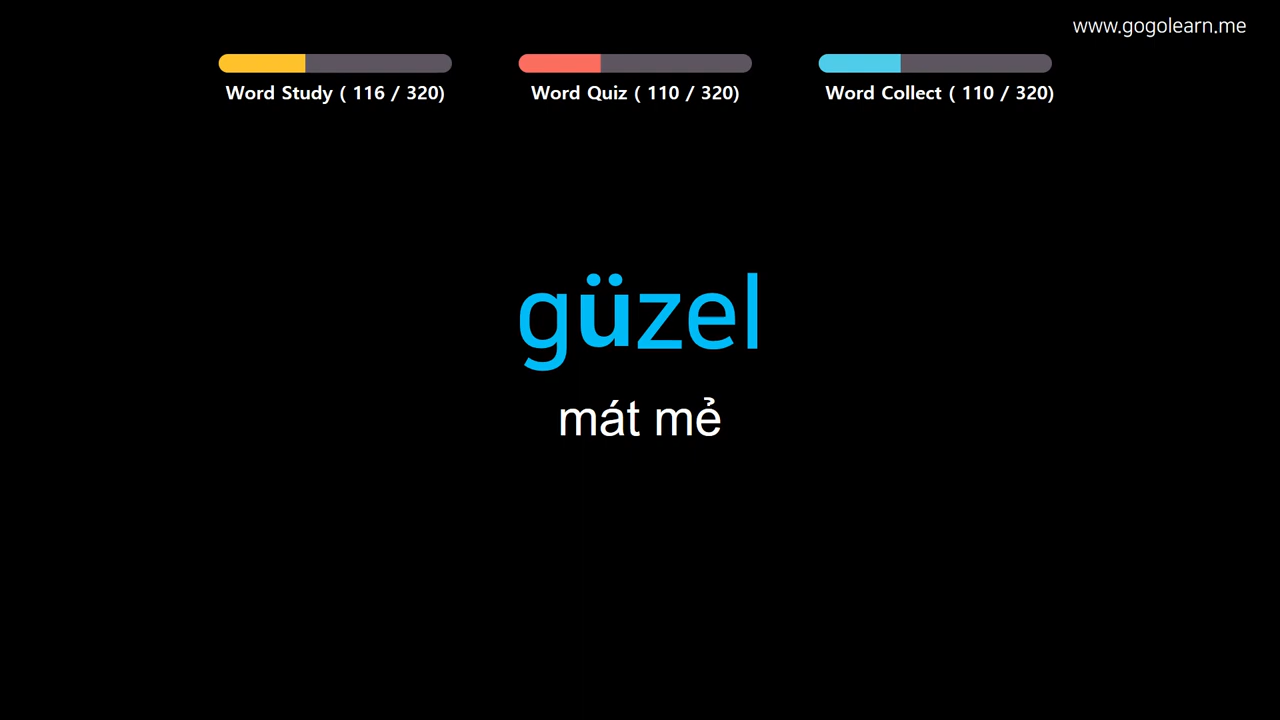 www.gogolearn.me
Word Study ( 116 / 320)
Word Quiz ( 110 / 320)
Word Collect ( 110 / 320)
güzel
mát mẻ